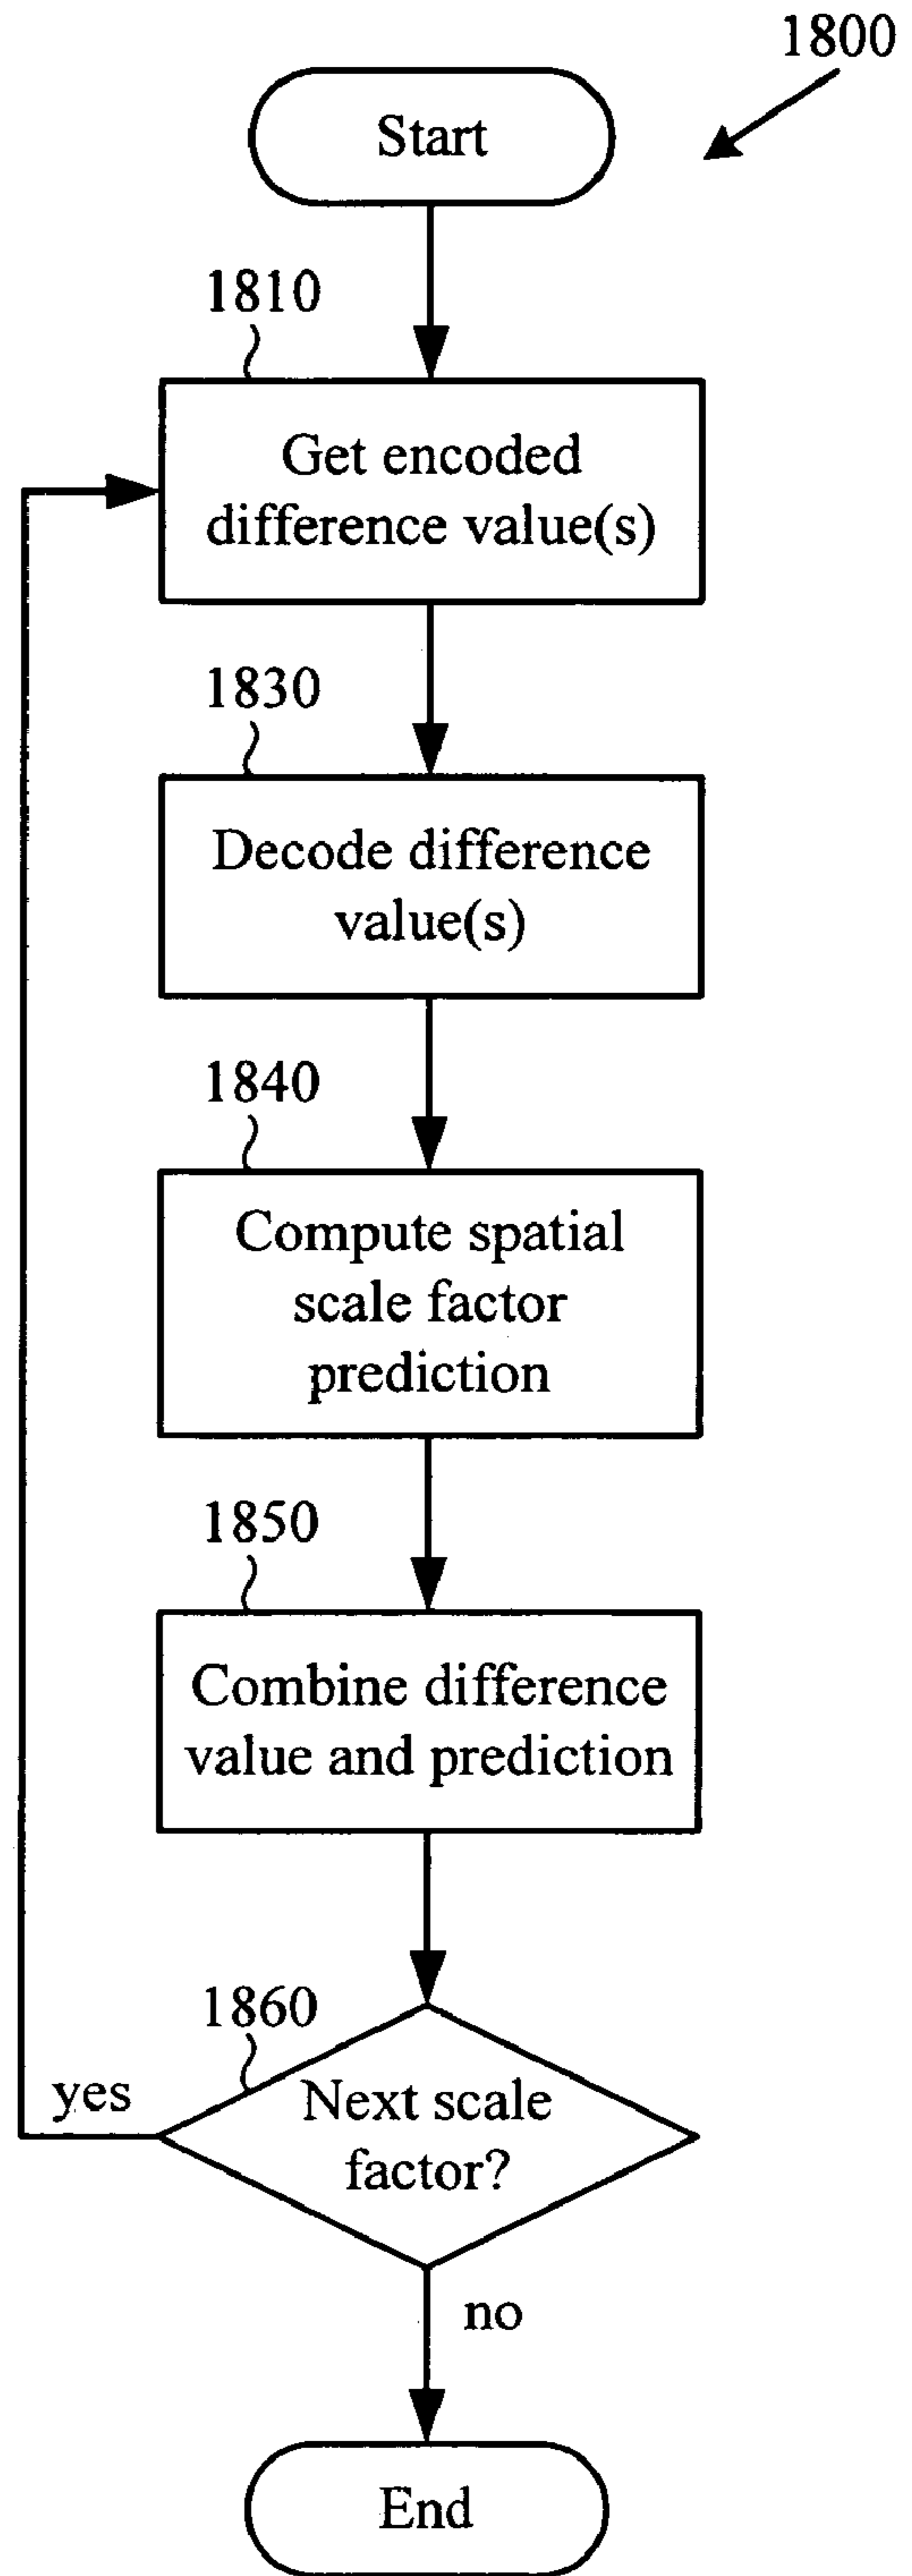 1800
Start
1810
Get encoded
difference value(s)
1830
Decode difference
value(s)
1840
Compute spatial
scale factor
prediction
1850
Combine difference
value and prediction
1860
Next scale
factor?
yes
no
End